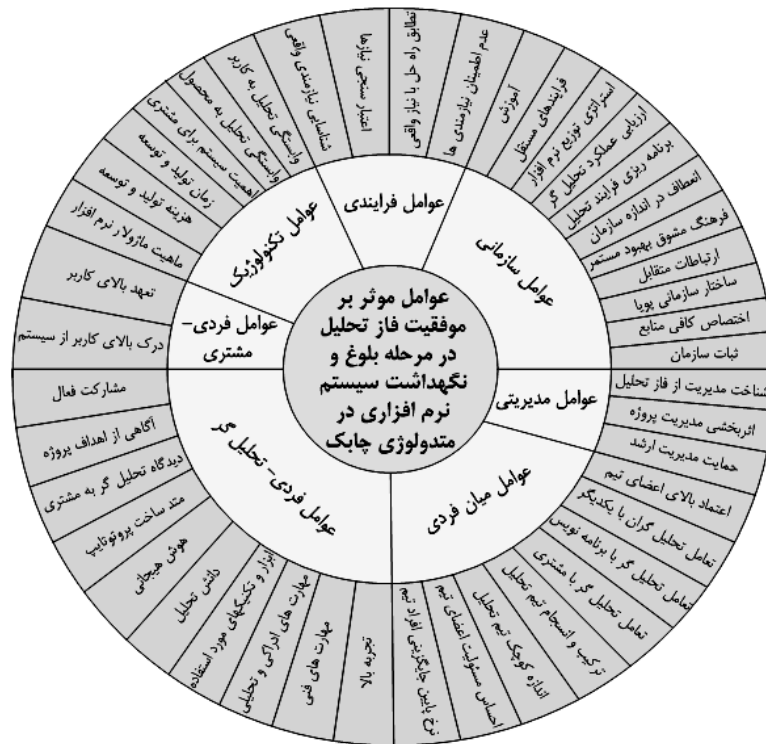 عوامل موثر بر
موفقیت فاز تحلیل
در مرحله بلوغ و
نگهداشت سیستم
نرم افزاری در
متدولوژی چابک
عوامل فرایندی
تطابق راه حل با نیاز واقعی
اعتبار سنجی نیازها
شناسایی نیازمندی واقعی
عوامل سازمانی
عدم اطمینان نیازمندی ها
آموزش
فرایندهای مستقل
استراتژی توزیع نرم افزار
ارزیابی عملکرد تحلیل گر
برنامه ریزی فرایند تحلیل
انعطاف در اندازه سازمان
فرهنگ مشوق بهبود مستمر
ارتباطات متقابل
ساختار سازمانی پویا
اختصاص کافی منابع
ثبات سازمان
عوامل مدیریتی
شناخت مدیریت از فاز تحلیل
اثربخشی مدیریت پروژه
حمایت مدیریت ارشد
عوامل میان فردی
اعتماد بالای اعضای تیم
تعامل تحلیل گران با یکدیگر
تعامل تحلیل گر با برنامه نویس
تعامل تحلیل گر با مشتری
ترکیب و انسجام تیم تحلیل
اندازه کوچک تیم تحلیل
احساس مسئولیت اعضای تیم
نرخ پایین جایگزینی افراد تیم
عوامل فردی - تحلیل گر
تجربه بالا
مهارت های فنی
مهارت های ادراکی و تحلیلی
ابزار و تکنیکهای مورد استفاده
دانش تحلیل
هوش هیجانی
متد ساخت پروتوتایپ
دیدگاه تحلیل گر به مشتری
آگاهی از اهداف پروژه
مشارکت فعال
عوامل فردی-
مشتری
درک بالای کاربر از سیستم
تعهد بالای کاربر
عوامل تکنولوژیک
ماهیت ماژولار نرم افزار
هزینه تولید و توسعه
زمان تولید و توسعه
اهمیت سیستم برای مشتری
وابستگی تحلیل به محصول
وابستگی تحلیل به کاربر